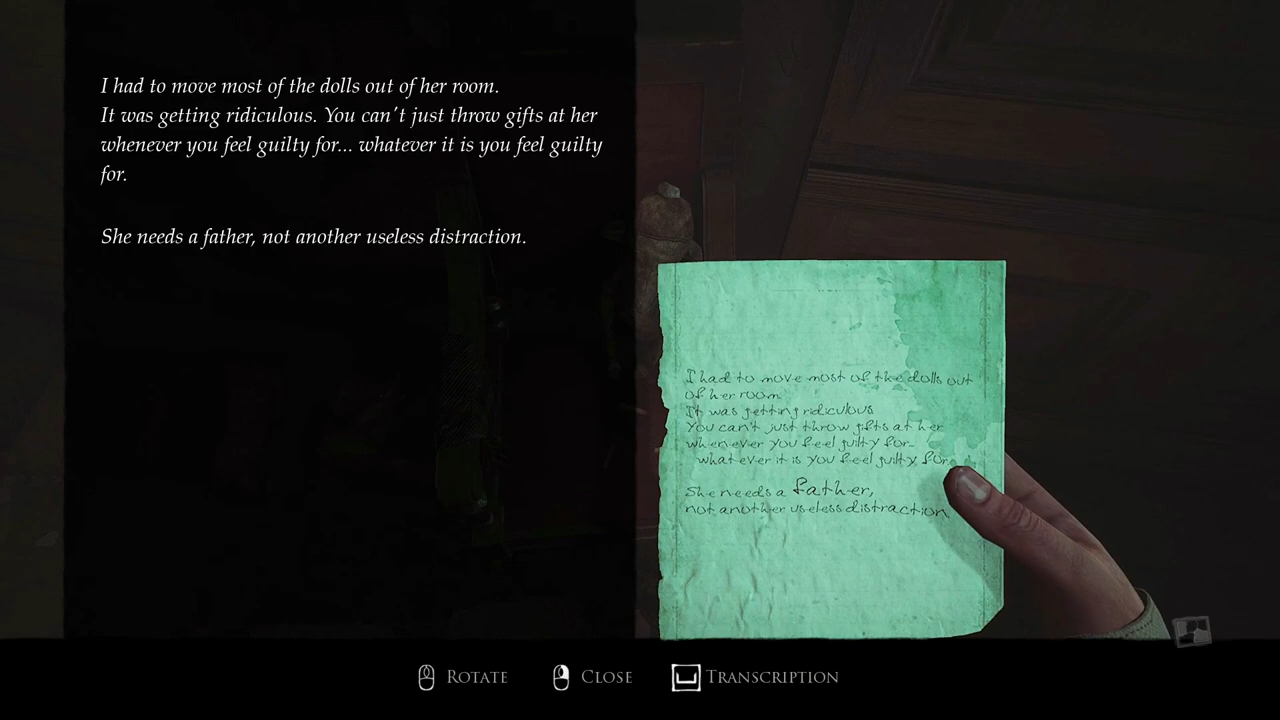 I had to move most of the dolls out of her room.
It was getting ridiculous. You can't just throw gifts at her
whenever you feel guilty for... whatever it is you feel guilty
for.
She needs a father, not another useless distraction.
I had to move most of the dolls out
of her room.
It was getting ridiculous
You can't just throw gifts at her
whenever you feel guilty for...
whatever it is you feel guilty for.
She needs a father,
not another useless distraction
ROTATE
CLOSE
TRANSCRIPTION